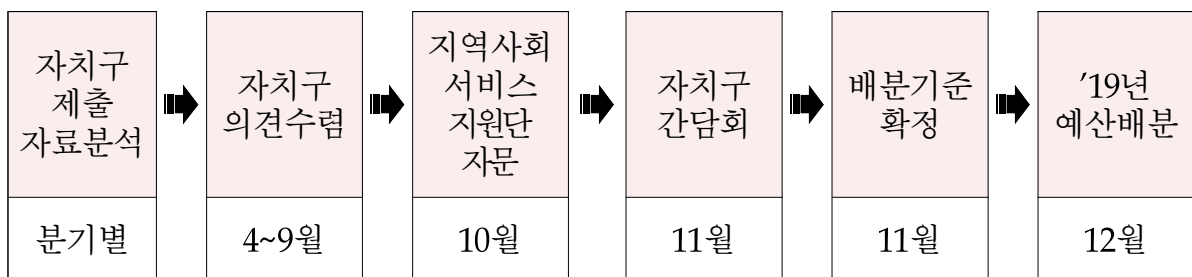 자치구
제출
자료분석
자치구
의견수렴
지역사회
서비스
지원단
자문
자치구
간담회
배분기준
확정
'19년
예산배분
분기별
4~9월
10월
11월
11월
12월